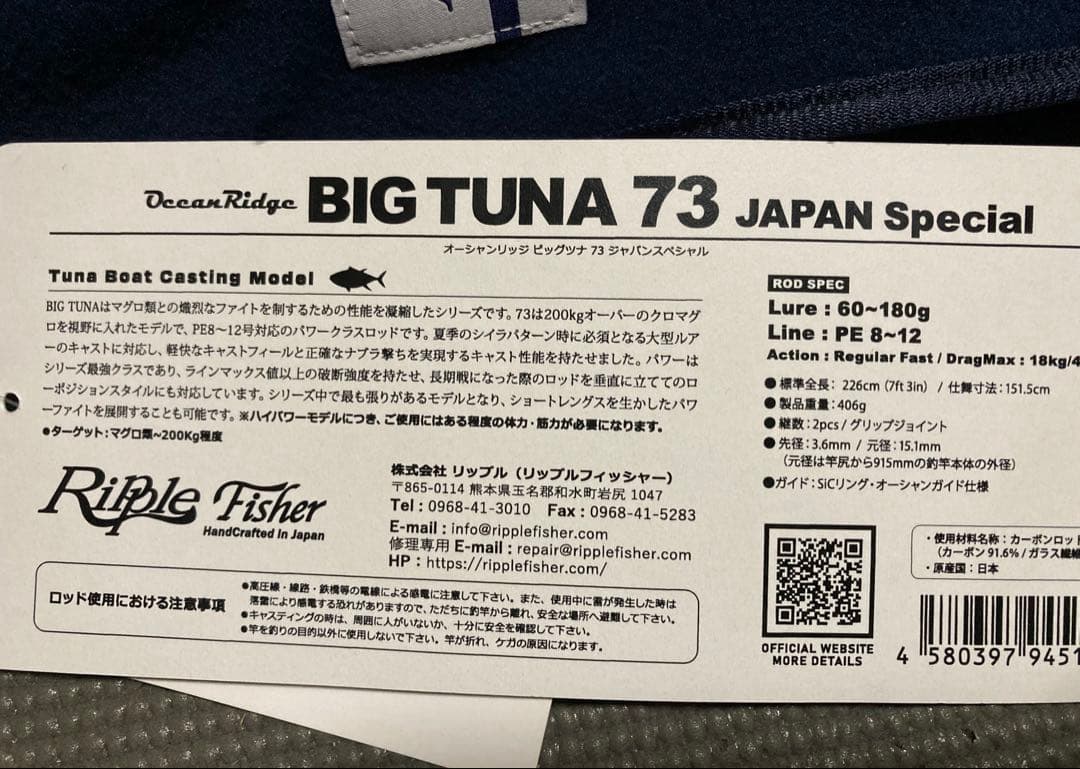 OceanRidge BIG TUNA 73 JAPAN Special
オーシャンリッジ ビッグツナ 73 ジャパンスペシャル
Tuna Boat Casting Model
BIG TUNAはマグロ類との熾烈なファイトを制するための性能を凝縮したシリーズです。73は200kgオーバーのクロマグ
ロを視野に入れたモデルで、PE8〜12号対応のパワークラスロッドです。夏季のシイラパターン時に必須となる大型ルア
ーのキャストに対応し、軽快なキャストフィールと正確なナブラ撃ちを実現するキャスト性能を持たせました。パワーは
シリーズ最強クラスであり、ラインマックス値以上の破断強度を持たせ、長期戦になった際のロッドを垂直に立ててのロ
ーポジションスタイルにも対応しています。シリーズ中で最も張りがあるモデルとなり、ショートレングスを生かしたパワ
ーファイトを展開することも可能です。※ハイパワーモデルにつき、ご使用にはある程度の体力・筋力が必要になります。
●ターゲット:マグロ類~200Kg程度
Ripple Fisher
HandCrafted in Japan
株式会社 リップル（リップルフィッシャー）
〒865-0114 熊本県玉名郡和水町岩尻 1047
Tel : 0968-41-3010 Fax : 0968-41-5283
E-mail : info@ripplefisher.com
修理専用 E-mail : repair@ripplefisher.com
HP : https://ripplefisher.com/
ロッド使用における注意事項
●高圧線・線路・鉄橋等の電線による感電に注意して下さい。また、使用中に雷が発生した時は
落雷により感電する恐れがありますので、ただちに釣竿から離れ、安全な場所へ避難して下さい。
●キャスティングの時は、周囲に人がいないか、十分に安全を確認して下さい。
●竿を釣りの目的以外に使用しないで下さい。竿が折れ、ケガの原因になります。
ROD SPEC
Lure : 60~180g
Line : PE 8~12
Action : Regular Fast / DragMax : 18kg/4
●標準全長： 226cm（7ft 3in）/ 仕舞寸法：151.5cm
●製品重量：406g
●継数：2pcs / グリップジョイント
●先径：3.6mm / 元径：15.1mm
（元径は竿尻から915mmの釣竿本体の外径）
●ガイド：SiCリング・オーシャンガイド仕様
OFFICIAL WEBSITE
MORE DETAILS
・使用材料名称：カーボンロッド
（カーボン 91.6% / ガラス繊維
・原産国：日本
4 580397 9451